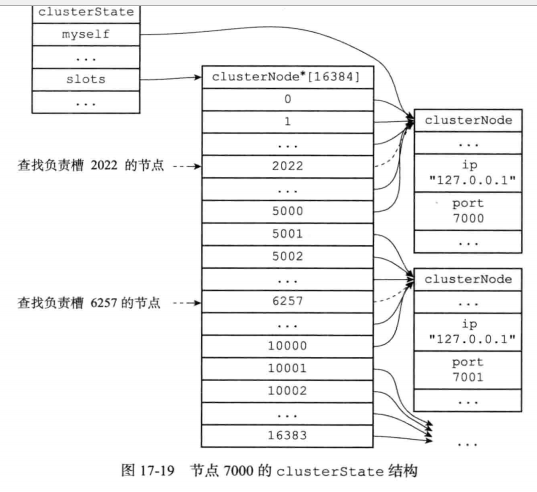 clusterState
myself
...
slots
...
clusterNode*[16384]
0
1
...
2022
...
5000
5001
5002
...
6257
...
10000
10001
10002
...
16383
查找负责槽 2022 的节点
查找负责槽 6257 的节点
clusterNode
...
ip
"127.0.0.1"
port
7000
...
clusterNode
...
ip
"127.0.0.1"
port
7001
...
...
图 17-19 节点 7000 的 clusterState 结构